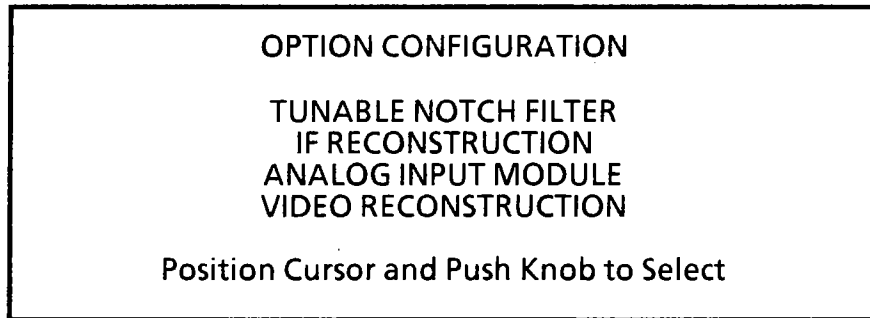 OPTION CONFIGURATION
TUNABLE NOTCH FILTER
IF RECONSTRUCTION
ANALOG INPUT MODULE
VIDEO RECONSTRUCTION
Position Cursor and Push Knob to Select